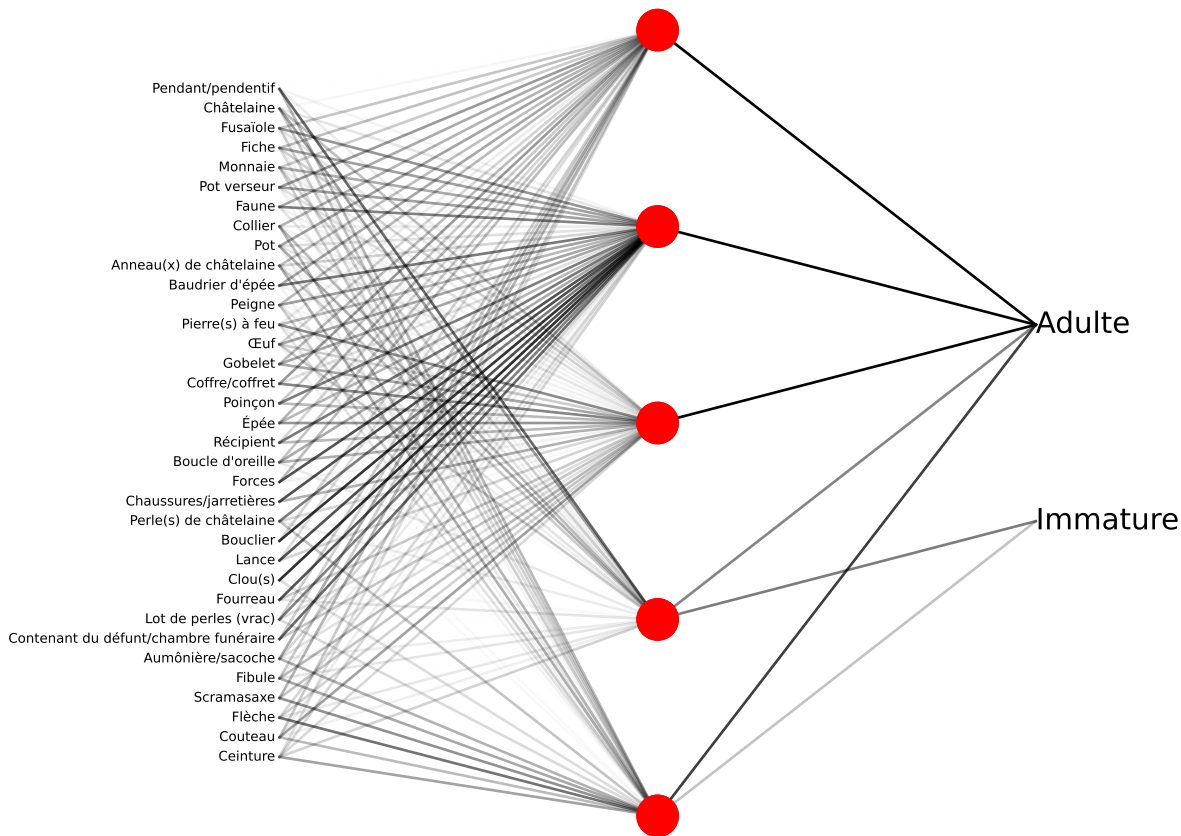 Pendant/pendentif
Châtelaine
Fusaïole
Fiche
Monnaie
Pot verseur
Faune
Collier
Pot
Anneau(x) de châtelaine
Baudrier d'épée
Peigne
Pierre(s) à feu
Œuf
Gobelet
Coffre/coffret
Poinçon
Épée
Récipient
Boucle d'oreille
Forces
Chaussures/jarretières
Perle(s) de châtelaine
Bouclier
Lance
Clou(s)
Fourreau
Lot de perles (vrac)
Contenant du défunt/chambre funéraire
Aumônière/sacoche
Fibule
Scramasaxe
Flèche
Couteau
Ceinture
Adulte
Immature